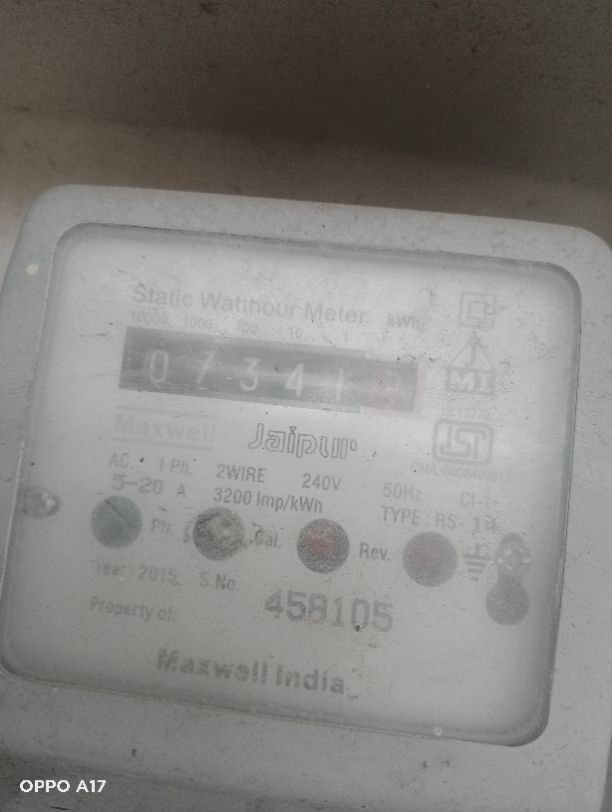 Static Watthour Meter kWh
10000 1000 100 10 1
0 7 3 4 1
MI
Maxwell Jaipur
AC. 1 Ph. 2WIRE 240V 50Hz
5-20 A 3200 Imp/kWh TYPE: RS-
Cal. Rev.
Year: 2015 S.No.
Property of: 458105
Maxwell India
OPPO A17